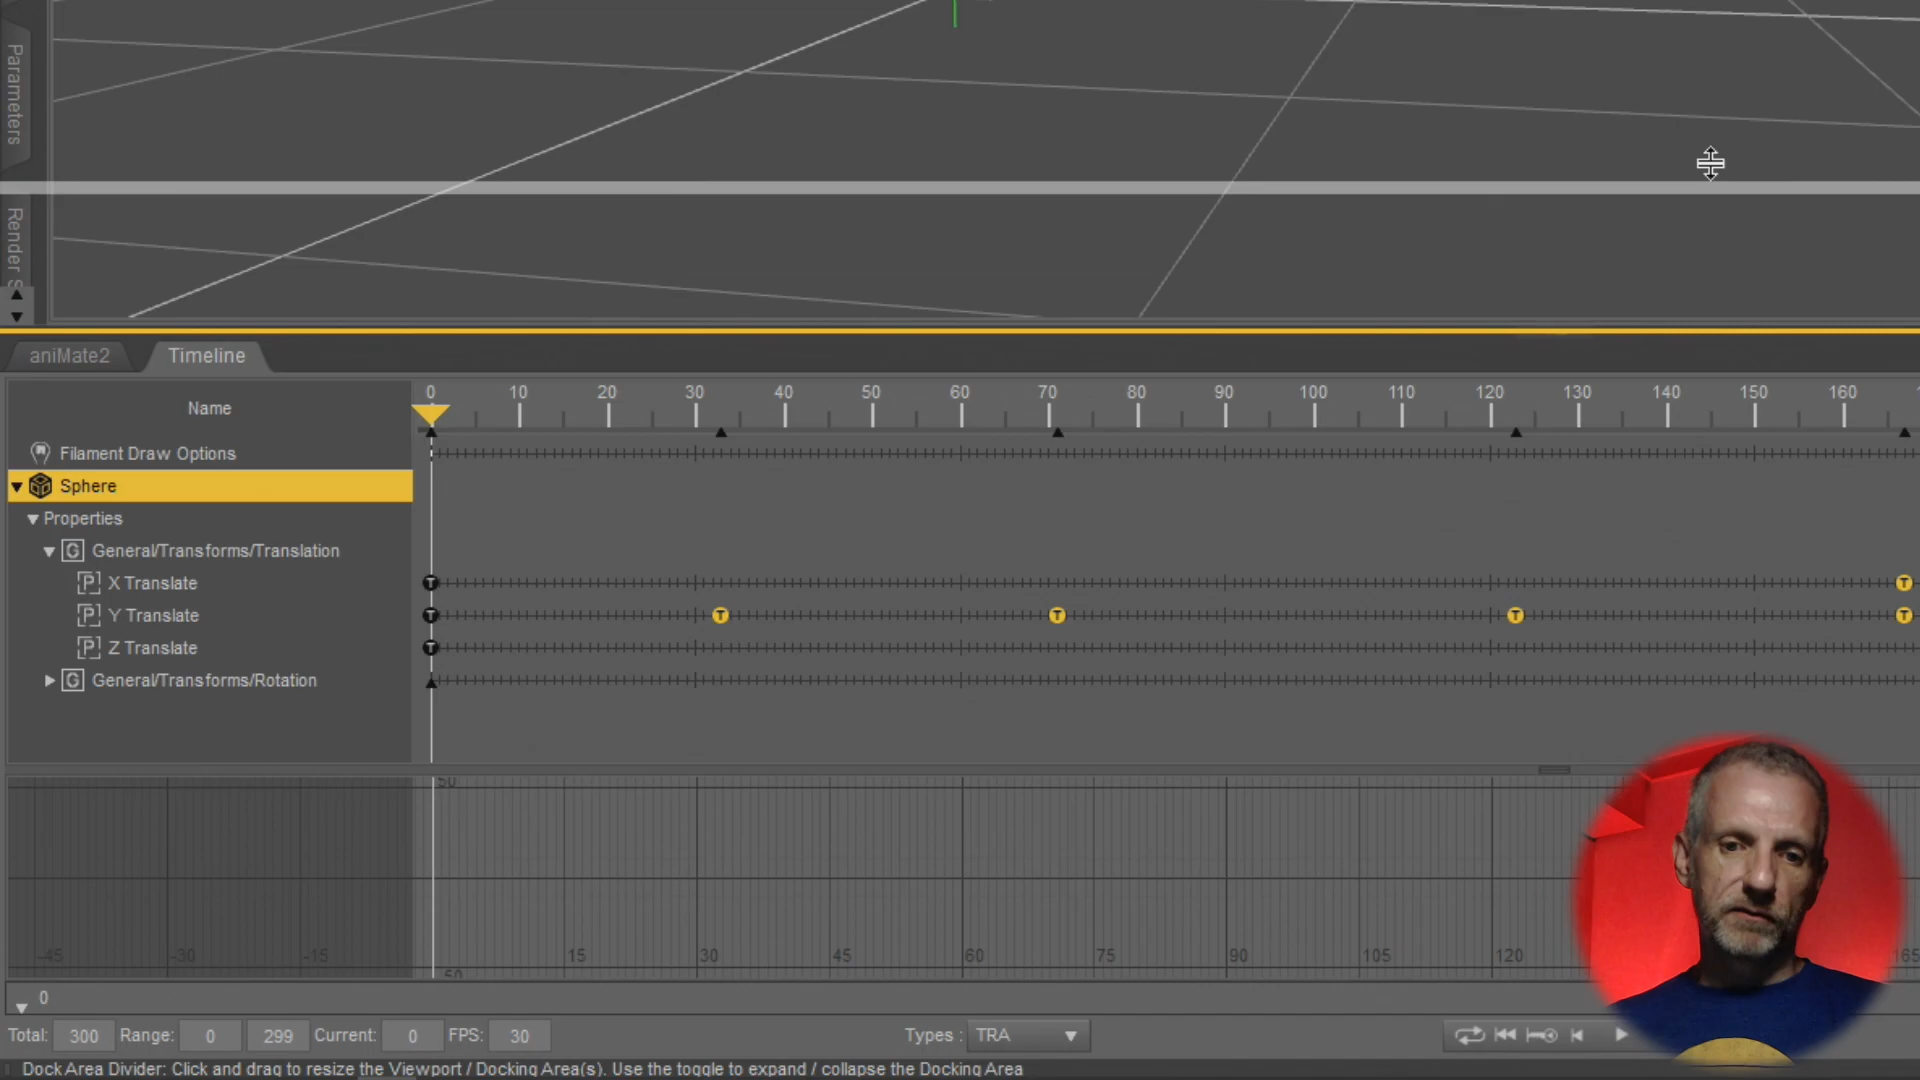 Parameters
Render S
aniMate2 Timeline
Name
0 10 20 30 40 50 60 70 80 90 100 110 120 130 140 150 160
Filament Draw Options
Sphere
Properties
G General/Transforms/Translation
P X Translate
T T
P Y Translate
T T T T T
P Z Translate
T
G General/Transforms/Rotation
50
-45 -30 -15 15 30 45 60 75 90 105 120 165
-50
0
Total: 300 Range: 0 299 Current: 0 FPS: 30 Types : TRA
Dock Area Divider: Click and drag to resize the Viewport / Docking Area(s). Use the toggle to expand / collapse the Docking Area